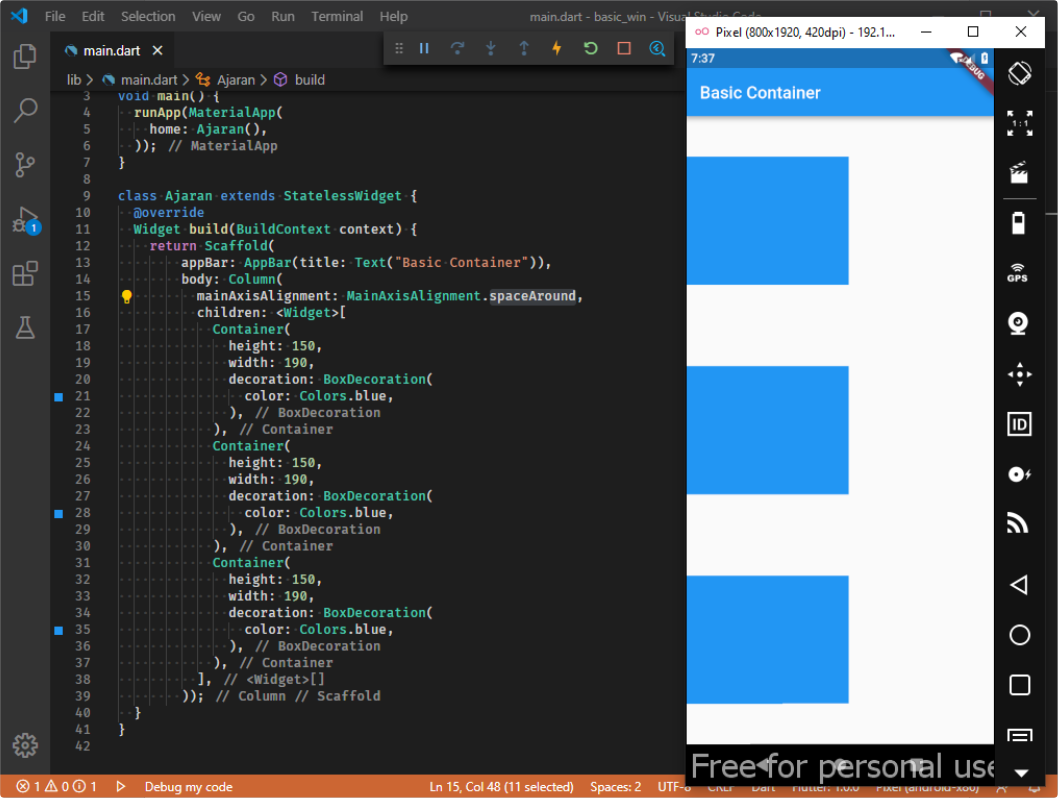 File Edit Selection View Go Run Terminal Help main.dart - basic_win - Visual Studio Code
main.dart
lib > main.dart > Ajaran > build
3 void main() {
4 runApp(MaterialApp(
5 home: Ajaran(),
6 )); // MaterialApp
7 }
8
9 class Ajaran extends StatelessWidget {
10 @override
11 Widget build(BuildContext context) {
12 return Scaffold(
13 appBar: AppBar(title: Text("Basic Container")),
14 body: Column(
15 mainAxisAlignment: MainAxisAlignment.spaceAround,
16 children: <Widget>[
17 Container(
18 height: 150,
19 width: 190,
20 decoration: BoxDecoration(
21 color: Colors.blue,
22 ), // BoxDecoration
23 ), // Container
24 Container(
25 height: 150,
26 width: 190,
27 decoration: BoxDecoration(
28 color: Colors.blue,
29 ), // BoxDecoration
30 ), // Container
31 Container(
32 height: 150,
33 width: 190,
34 decoration: BoxDecoration(
35 color: Colors.blue,
36 ), // BoxDecoration
37 ), // Container
38 ], // <Widget>[]
39 )); // Column // Scaffold
40 }
41 }
42
1
1 0 1 Debug my code Ln 15, Col 48 (11 selected) Spaces: 2 UTF-8 CRLF Dart Flutter: 1.0.0 Pixel (android-x86)
Pixel (800x1920, 420dpi) - 192.1...
7:37
DEBUG
Basic Container
1:1
GPS
ID
Free for personal use